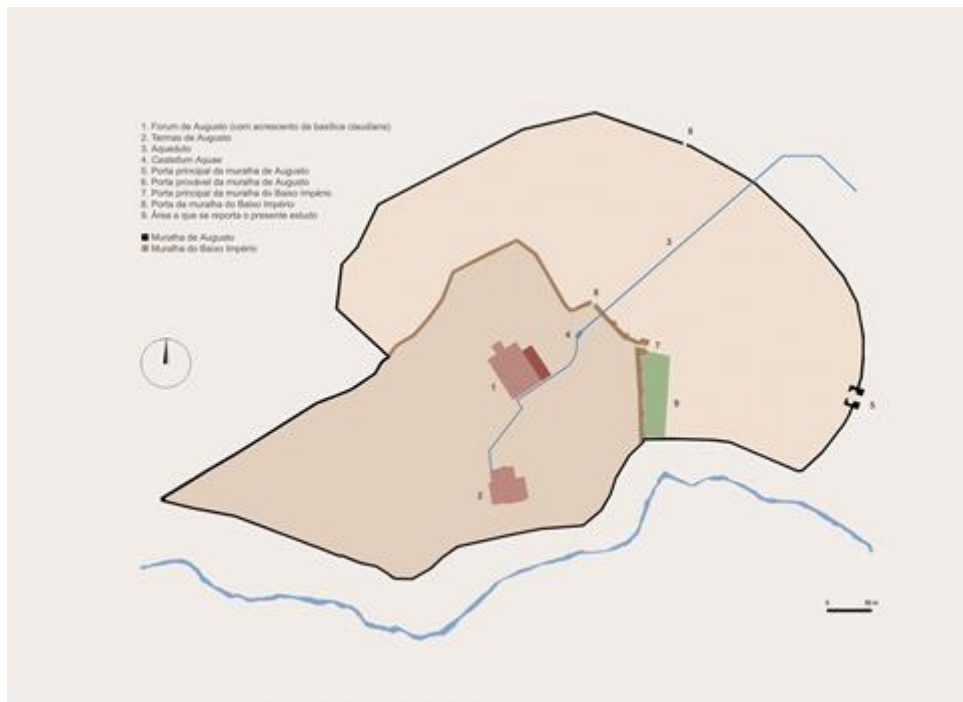 1. Forum de Augusto (com acrescento da basílica claudiana)
2. Termas de Augusto
3. Aqueduto
4. Castellum Aquae
5. Porta principal da muralha de Augusto
6. Porta provável da muralha de Augusto
7. Porta principal da muralha do Baixo Império
8. Porta da muralha do Baixo Império
9. Área a que se reporta o presente estudo
Muralha de Augusto
Muralha do Baixo Império
3
4
7
1
9
5
2